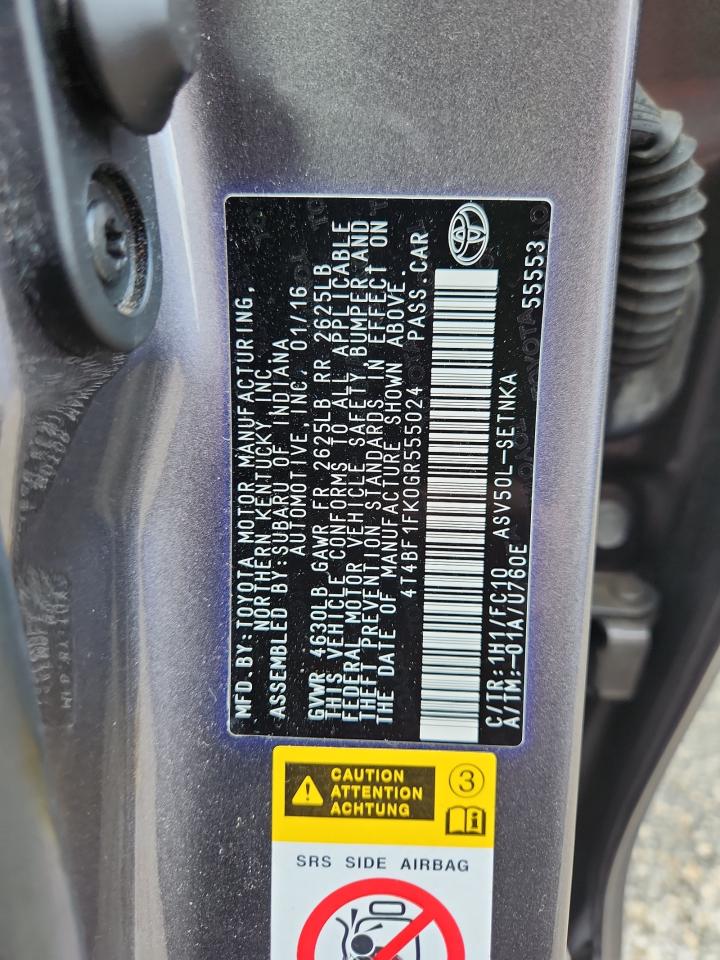 MFD.BY:TOYOTA MOTOR MANUFACTURING,
NORTHERN KENTUCKY, INC.
ASSEMBLED BY:SUBARU OF INDIANA
AUTOMOTIVE, INC. 01/16
GVWR 4630LB GAWR FR 2625LB RR 2625LB
THIS VEHICLE CONFORMS TO ALL APPLICABLE
FEDERAL MOTOR VEHICLE SAFETY, BUMPER AND
THEFT PREVENTION STANDARDS IN EFFECT ON
THE DATE OF MANUFACTURE SHOWN ABOVE.
4T4BF1FK0GR555024 PASS.CAR
C/TR:1H1/FC10 ASV50L-SETNKA
A/TM:-01A/U760E 55553
CAUTION
ATTENTION
ACHTUNG
3
SRS SIDE AIRBAG